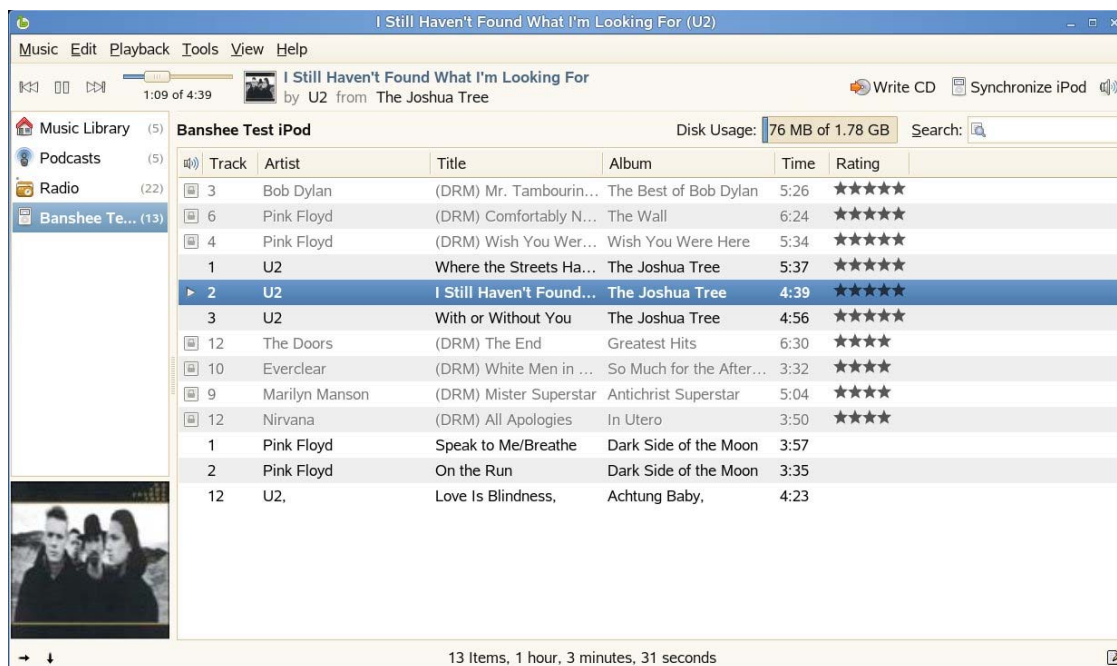 I Still Haven't Found What I'm Looking For (U2)
Music Edit Playback Tools View Help
1:09 of 4:39
I Still Haven't Found What I'm Looking For
by U2 from The Joshua Tree
Write CD Synchronize iPod
Music Library (5)
Podcasts (5)
Radio (22)
Banshee Te... (13)
Banshee Test iPod Disk Usage: 76 MB of 1.78 GB Search:
Track Artist Title Album Time Rating
3 Bob Dylan (DRM) Mr. Tambourin... The Best of Bob Dylan 5:26
6 Pink Floyd (DRM) Comfortably N... The Wall 6:24
4 Pink Floyd (DRM) Wish You Wer... Wish You Were Here 5:34
1 U2 Where the Streets Ha... The Joshua Tree 5:37
2 U2 I Still Haven't Found... The Joshua Tree 4:39
3 U2 With or Without You The Joshua Tree 4:56
12 The Doors (DRM) The End Greatest Hits 6:30
10 Everclear (DRM) White Men in ... So Much for the After... 3:32
9 Marilyn Manson (DRM) Mister Superstar Antichrist Superstar 5:04
12 Nirvana (DRM) All Apologies In Utero 3:50
1 Pink Floyd Speak to Me/Breathe Dark Side of the Moon 3:57
2 Pink Floyd On the Run Dark Side of the Moon 3:35
12 U2, Love Is Blindness, Achtung Baby, 4:23
13 Items, 1 hour, 3 minutes, 31 seconds